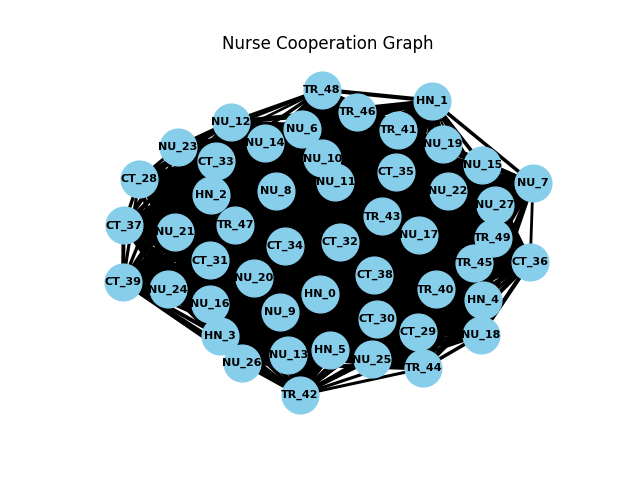 Nurse Cooperation Graph
TR_48
HN_1
TR_46
NU_12
NU_6
TR_41
NU_14
NU_19
NU_23
NU_10
CT_33
NU_15
CT_35
CT_28
NU_11
NU_7
NU_8
NU_22
HN_2
NU_27
TR_43
CT_37
TR_47
NU_21
NU_17
TR_49
CT_32
CT_34
CT_31
TR_45
CT_36
CT_38
NU_20
CT_39
NU_24
TR_40
HN_0
HN_4
NU_16
NU_9
CT_30
CT_29
NU_18
HN_3
HN_5
NU_13
NU_25
NU_26
TR_44
TR_42